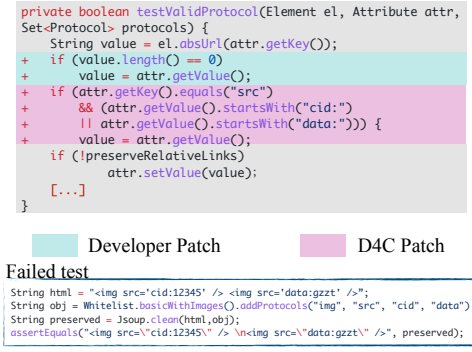 private boolean testValidProtocol(Element el, Attribute attr,
Set<Protocol> protocols) {
    String value = el.absUrl(attr.getKey());
+   if (value.length() == 0)
+       value = attr.getValue();
+   if (attr.getKey().equals("src")
+       && (attr.getValue().startsWith("cid:")
+       || attr.getValue().startsWith("data:"))) {
+       value = attr.getValue();
    if (!preserveRelativeLinks)
            attr.setValue(value);
    [...]
}
Developer Patch D4C Patch
Failed test
String html = "<img src='cid:12345' /> <img src='data:gzzt' />";
String obj = Whitelist.basicWithImages().addProtocols("img", "src", "cid", "data")
String preserved = Jsoup.clean(html,obj);
assertEquals("<img src=\"cid:12345\" /> \n<img src=\"data:gzzt\" />", preserved);